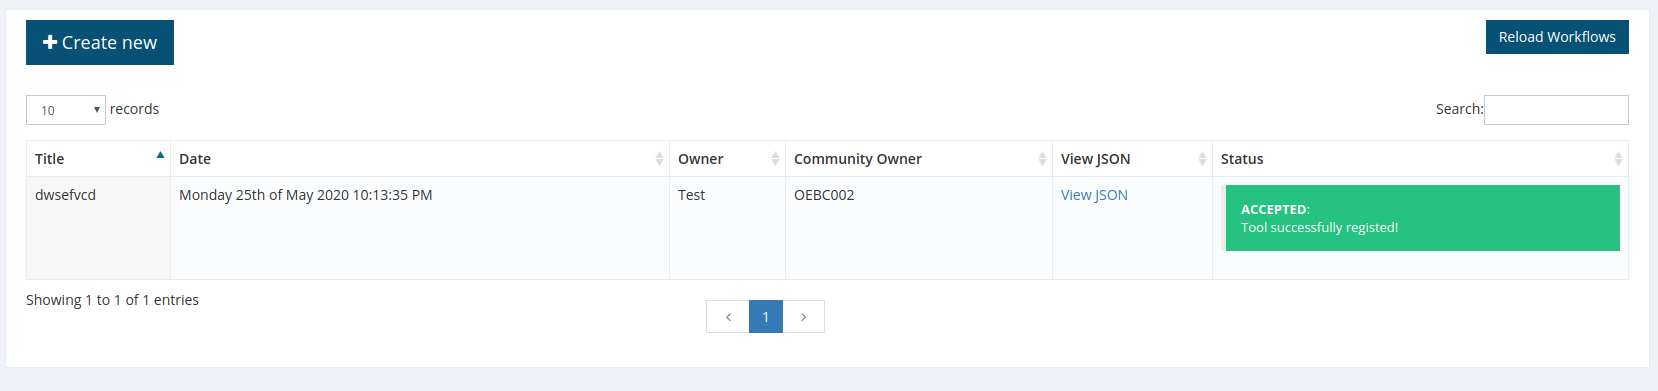 Create new
Reload Workflows
10 records
Search:
Title Date Owner Community Owner View JSON Status
dwsefvcd Monday 25th of May 2020 10:13:35 PM Test OEBC002 View JSON
ACCEPTED:
Tool successfully registed!
Showing 1 to 1 of 1 entries
1